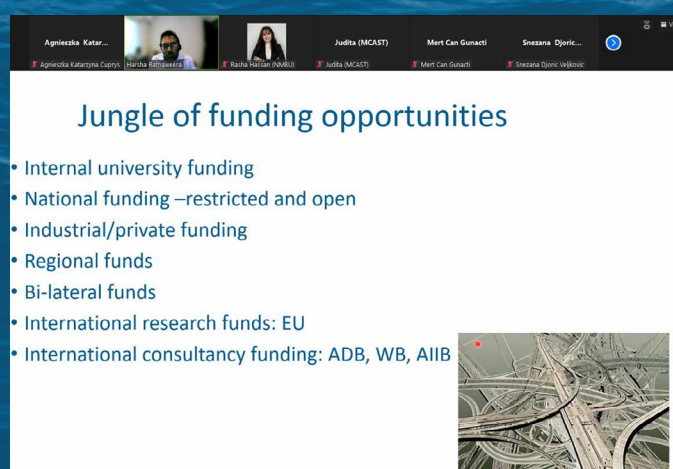 Agnieszka Katar...
Judita (MCAST)
Mert Can Gunacti
Snezana Djoric...
Agnieszka Katarzyna Cuprys
Harsha Ratnaweera
Rasha Hassan (NMBU)
Judita (MCAST)
Mert Can Gunacti
Snezana Djoric Veljkovic
Jungle of funding opportunities
• Internal university funding
• National funding –restricted and open
• Industrial/private funding
• Regional funds
• Bi-lateral funds
• International research funds: EU
• International consultancy funding: ADB, WB, AIIB